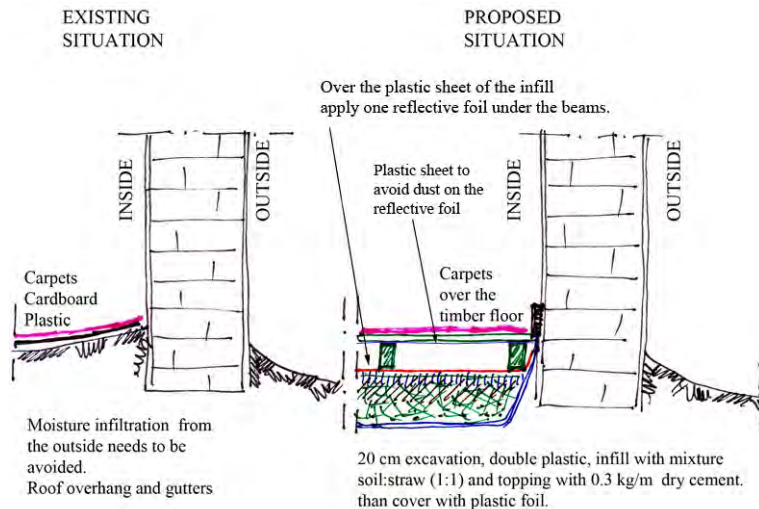 EXISTING
SITUATION
PROPOSED
SITUATION
Over the plastic sheet of the infill
apply one reflective foil under the beams.
INSIDE
OUTSIDE
Plastic sheet to
avoid dust on the
reflective foil
INSIDE
OUTSIDE
Carpets
Cardboard
Plastic
Carpets
over the
timber floor
Moisture infiltration from
the outside needs to be
avoided.
Roof overhang and gutters
20 cm excavation, double plastic, infill with mixture
soil:straw (1:1) and topping with 0.3 kg/m dry cement.
than cover with plastic foil.